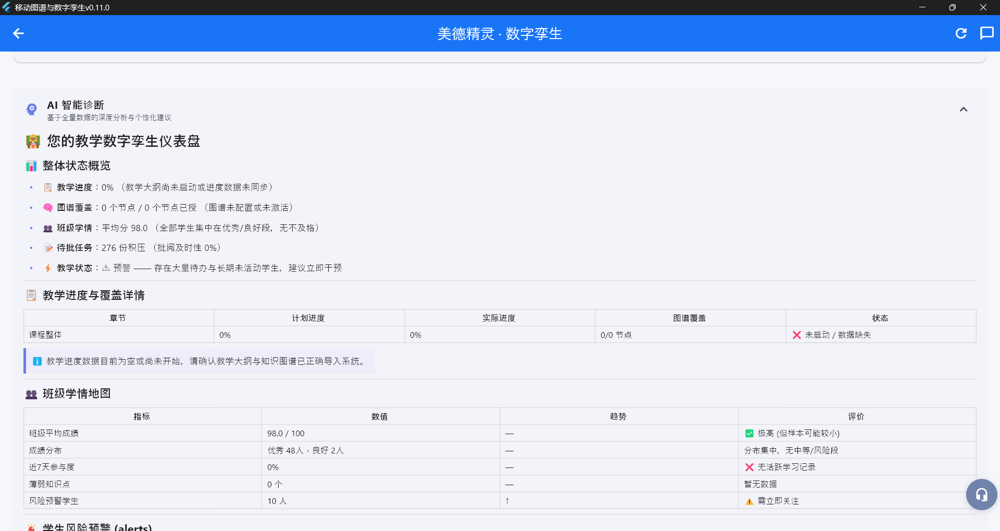 移动图谱与数字孪生v0.11.0
美德精灵 · 数字孪生
AI 智能诊断
基于全量数据的深度分析与个性化建议
您的教学数字孪生仪表盘
整体状态概览
• 📋 教学进度：0% （教学大纲尚未启动或进度数据未同步）
• 🧠 图谱覆盖：0 个节点 / 0 个节点已授 （图谱未配置或未激活）
• 👥 班级学情：平均分 98.0 （全部学生集中在优秀/良好段，无不及格）
• 📝 待批任务：276 份积压 （批阅及时性 0%）
• ⚡ 教学状态：⚠ 预警 —— 存在大量待办与长期未活动学生，建议立即干预
教学进度与覆盖详情
章节 计划进度 实际进度 图谱覆盖 状态
课程整体 0% 0% 0/0 节点 ❌ 未启动 / 数据缺失
ℹ️ 教学进度数据目前为空或尚未开始，请确认教学大纲与知识图谱已正确导入系统。
班级学情地图
指标 数值 趋势 评价
班级平均成绩 98.0 / 100 — ✅ 极高 (但样本可能较小)
成绩分布 优秀 48人，良好 2人 — 分布集中，无中等/风险段
近7天参与度 0% — ❌ 无活跃学习记录
薄弱知识点 0 个 — 暂无数据
风险预警学生 10 人 ↑ ⚠️ 需立即关注
学生风险预警 (alerts)